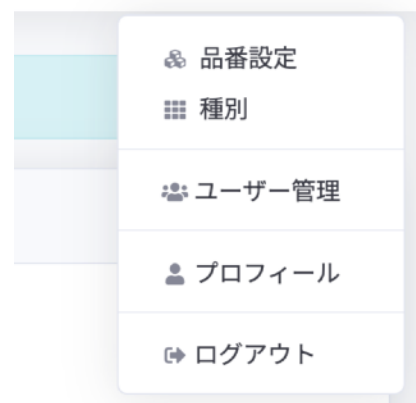 品番設定
種別
ユーザー管理
プロフィール
ログアウト